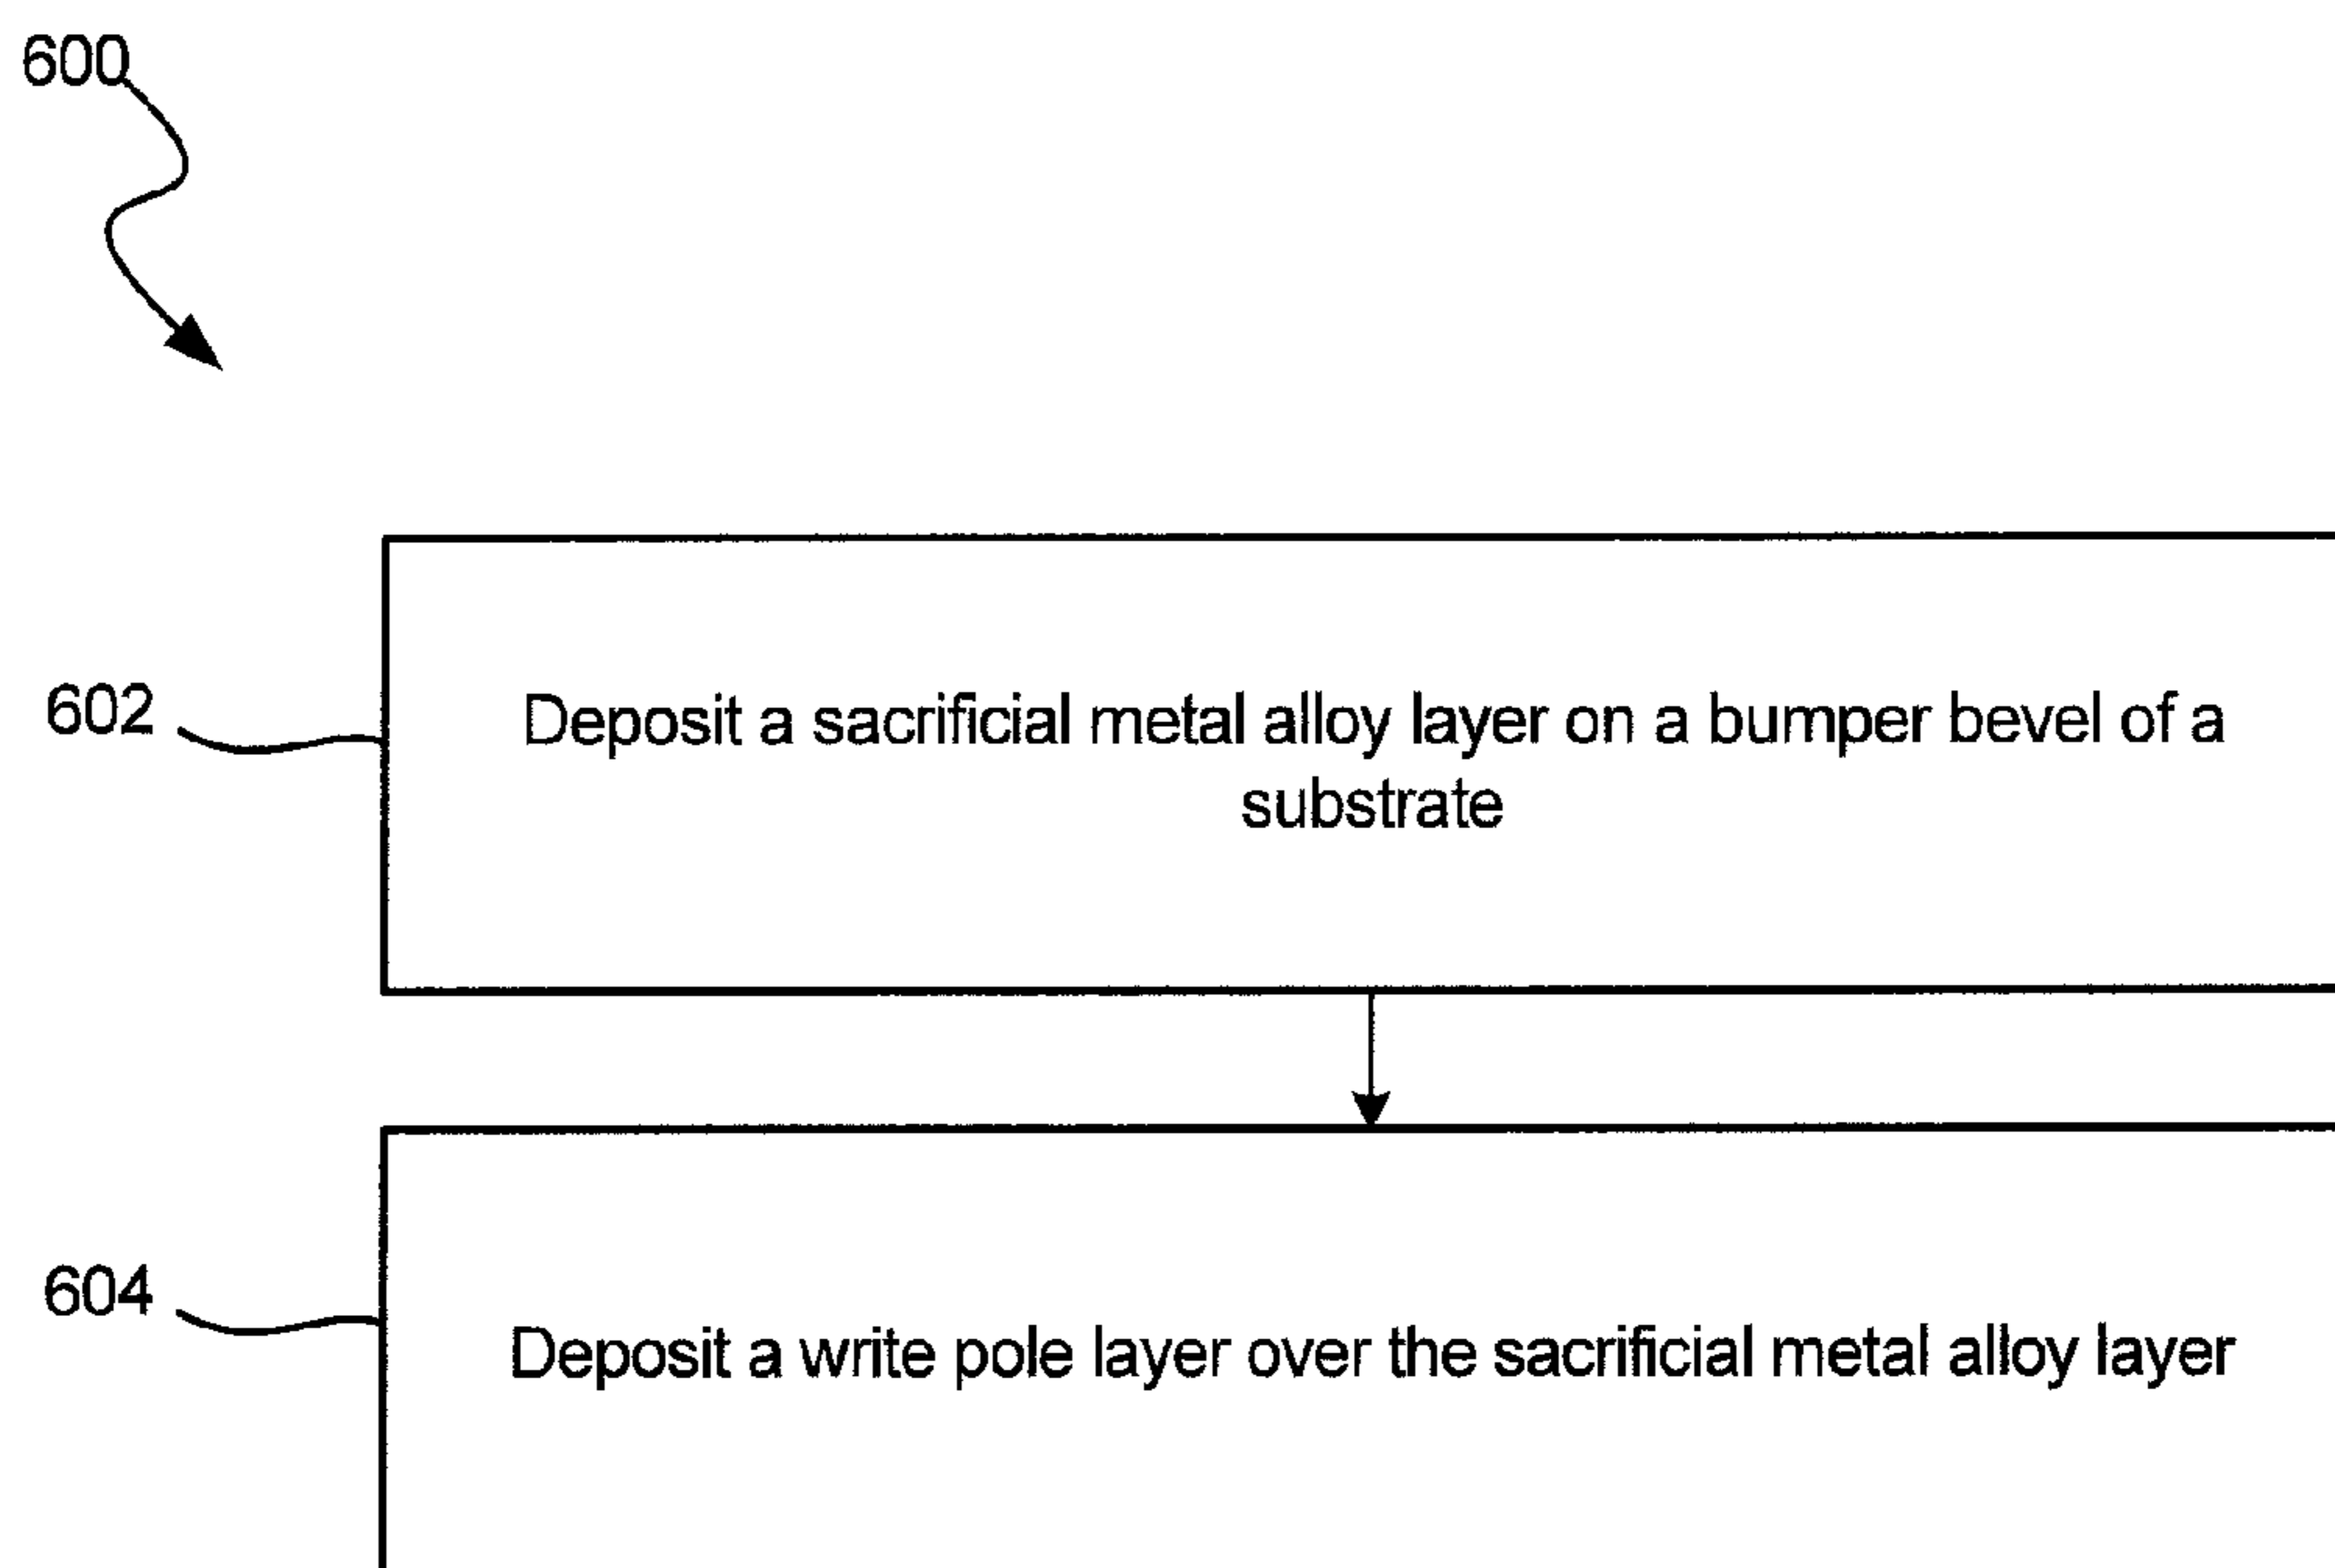 600
602
Deposit a sacrificial metal alloy layer on a bumper bevel of a
substrate
604
Deposit a write pole layer over the sacrificial metal alloy layer